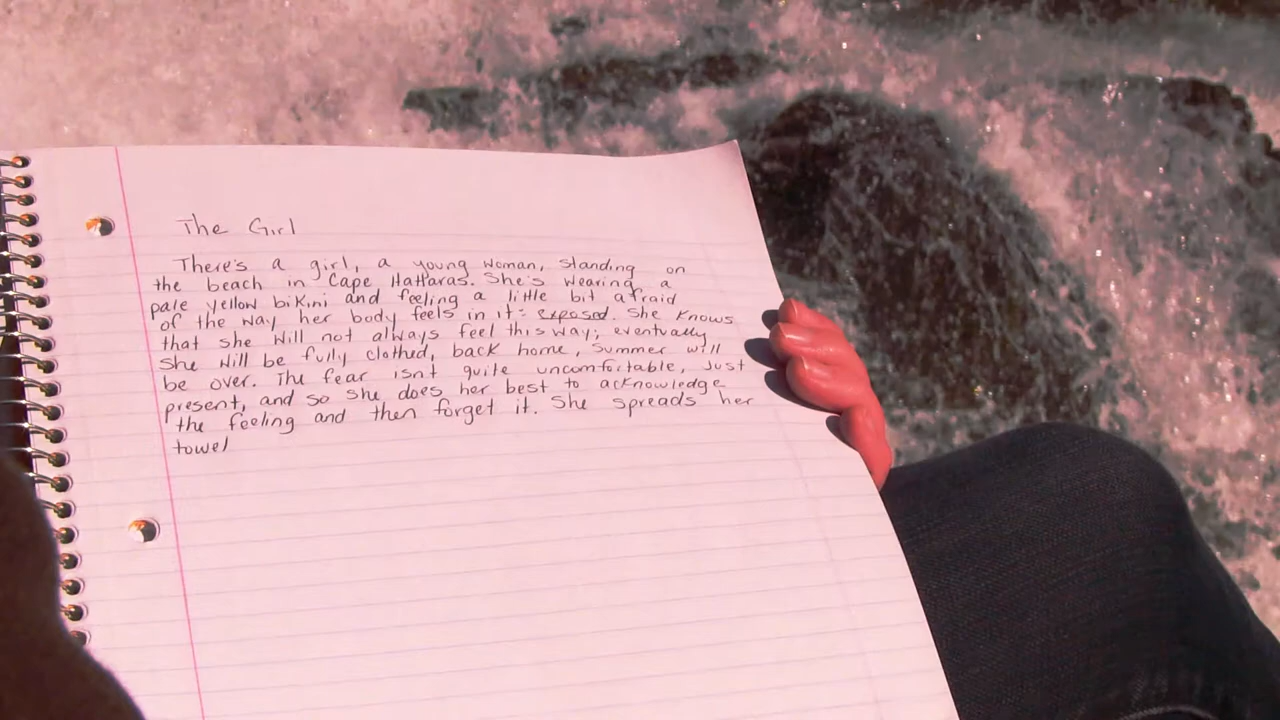 The Girl
There's a girl, a young woman, standing on
the beach in Cape Hatteras. She's wearing a
pale yellow bikini and feeling a little bit afraid
of the way her body feels in it: exposed. She knows
that she will not always feel this way; eventually
she will be fully clothed, back home, summer will
be over. The fear isn't quite uncomfortable, just
present, and so she does her best to acknowledge
the feeling and then forget it. She spreads her
towel